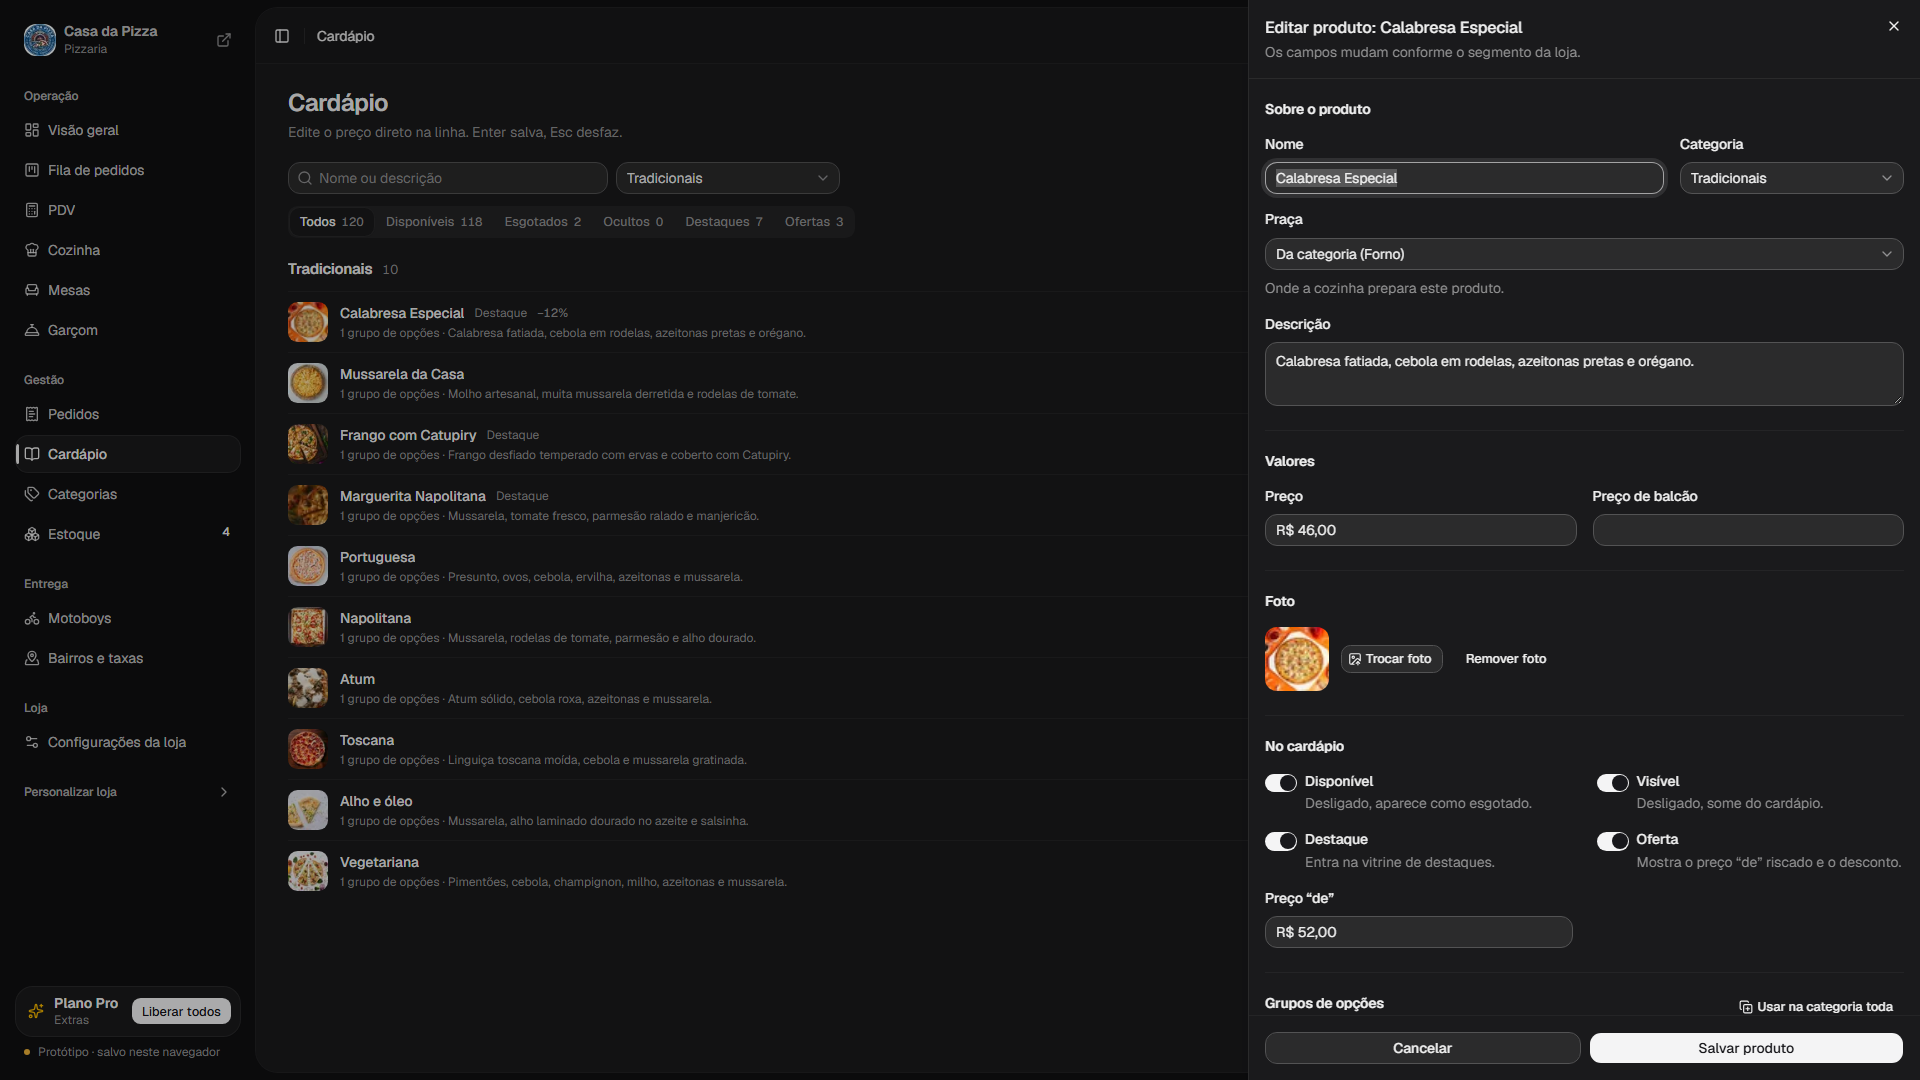 Casa da Pizza
Pizzaria
Operação
Visão geral
Fila de pedidos
PDV
Cozinha
Mesas
Garçom
Gestão
Pedidos
Cardápio
Categorias
Estoque 4
Entrega
Motoboys
Bairros e taxas
Loja
Configurações da loja
Personalizar loja
Plano Pro
Extras
Liberar todos
Protótipo · salvo neste navegador
Cardápio
Cardápio
Edite o preço direto na linha. Enter salva, Esc desfaz.
Nome ou descrição
Tradicionais
Todos 120 Disponíveis 118 Esgotados 2 Ocultos 0 Destaques 7 Ofertas 3
Tradicionais 10
Calabresa Especial Destaque −12%
1 grupo de opções · Calabresa fatiada, cebola em rodelas, azeitonas pretas e orégano.
Mussarela da Casa
1 grupo de opções · Molho artesanal, muita mussarela derretida e rodelas de tomate.
Frango com Catupiry Destaque
1 grupo de opções · Frango desfiado temperado com ervas e coberto com Catupiry.
Marguerita Napolitana Destaque
1 grupo de opções · Mussarela, tomate fresco, parmesão ralado e manjericão.
Portuguesa
1 grupo de opções · Presunto, ovos, cebola, ervilha, azeitonas e mussarela.
Napolitana
1 grupo de opções · Mussarela, rodelas de tomate, parmesão e alho dourado.
Atum
1 grupo de opções · Atum sólido, cebola roxa, azeitonas e mussarela.
Toscana
1 grupo de opções · Linguiça toscana moída, cebola e mussarela gratinada.
Alho e óleo
1 grupo de opções · Mussarela, alho laminado dourado no azeite e salsinha.
Vegetariana
1 grupo de opções · Pimentões, cebola, champignon, milho, azeitonas e mussarela.
Editar produto: Calabresa Especial
Os campos mudam conforme o segmento da loja.
Sobre o produto
Nome
Calabresa Especial
Categoria
Tradicionais
Praça
Da categoria (Forno)
Onde a cozinha prepara este produto.
Descrição
Calabresa fatiada, cebola em rodelas, azeitonas pretas e orégano.
Valores
Preço
R$ 46,00
Preço de balcão
Foto
Trocar foto
Remover foto
No cardápio
Disponível
Desligado, aparece como esgotado.
Visível
Desligado, some do cardápio.
Destaque
Entra na vitrine de destaques.
Oferta
Mostra o preço “de” riscado e o desconto.
Preço “de”
R$ 52,00
Grupos de opções
Usar na categoria toda
Cancelar
Salvar produto